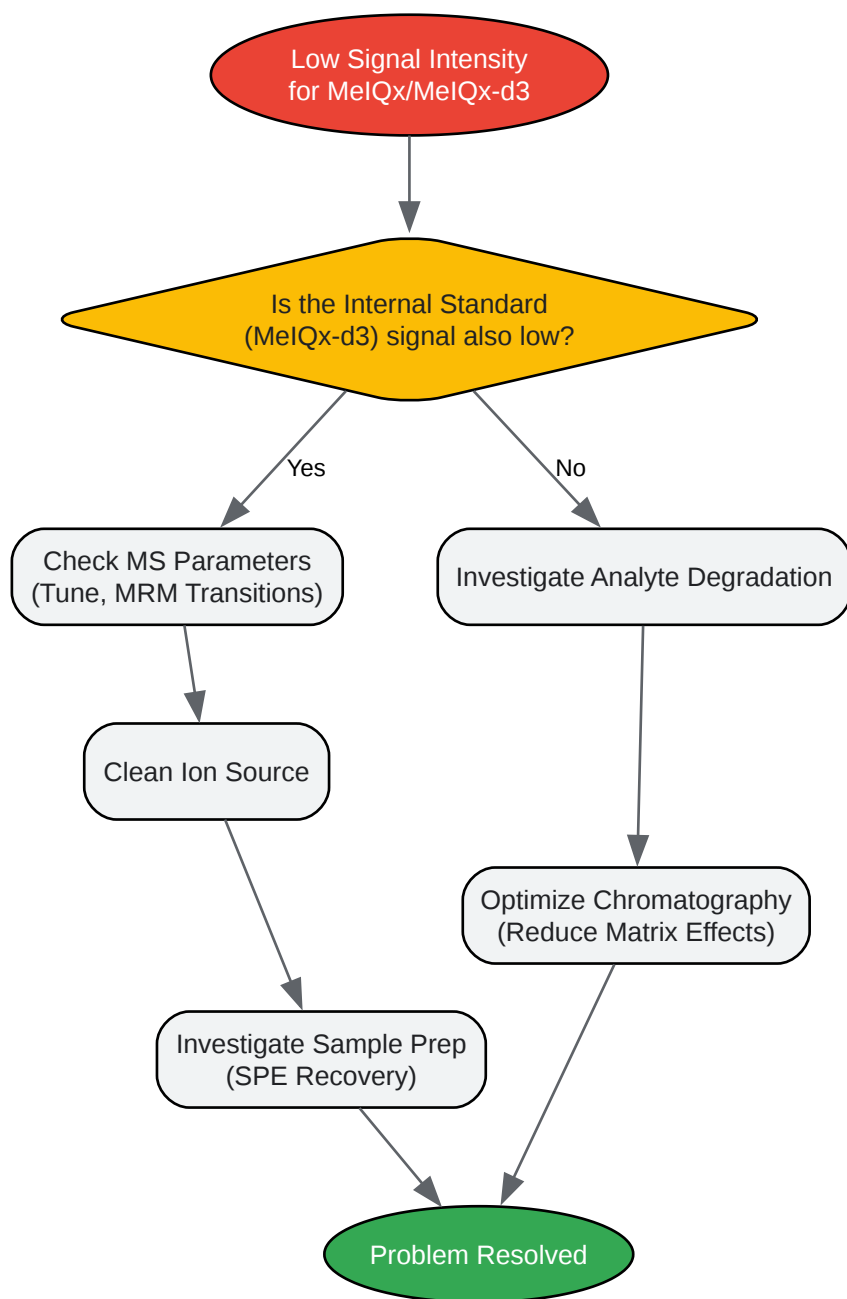 Low Signal Intensity
for MeIQx/MeIQx-d3
Is the Internal Standard
(MeIQx-d3) signal also low?
Yes
No
Check MS Parameters
(Tune, MRM Transitions)
Investigate Analyte Degradation
Clean Ion Source
Optimize Chromatography
(Reduce Matrix Effects)
Investigate Sample Prep
(SPE Recovery)
Problem Resolved